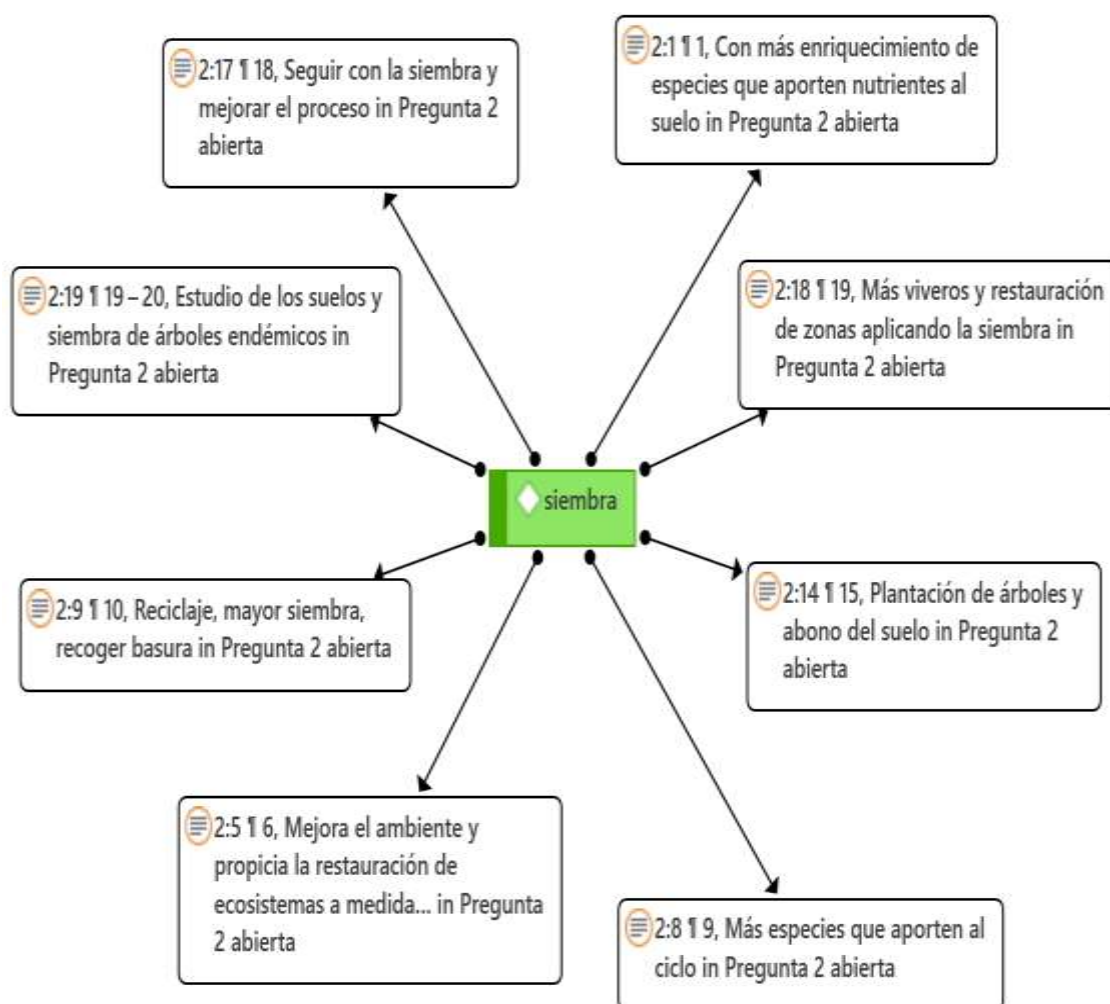 2:17 ¶ 18, Seguir con la siembra y
mejorar el proceso in Pregunta 2
abierta
2:1 ¶ 1, Con más enriquecimiento de
especies que aporten nutrientes al
suelo in Pregunta 2 abierta
2:19 ¶ 19 – 20, Estudio de los suelos y
siembra de árboles endémicos in
Pregunta 2 abierta
2:18 ¶ 19, Más viveros y restauración
de zonas aplicando la siembra in
Pregunta 2 abierta
siembra
2:9 ¶ 10, Reciclaje, mayor siembra,
recoger basura in Pregunta 2 abierta
2:14 ¶ 15, Plantación de árboles y
abono del suelo in Pregunta 2
abierta
2:5 ¶ 6, Mejora el ambiente y
propicia la restauración de
ecosistemas a medida... in Pregunta
2 abierta
2:8 ¶ 9, Más especies que aporten al
ciclo in Pregunta 2 abierta